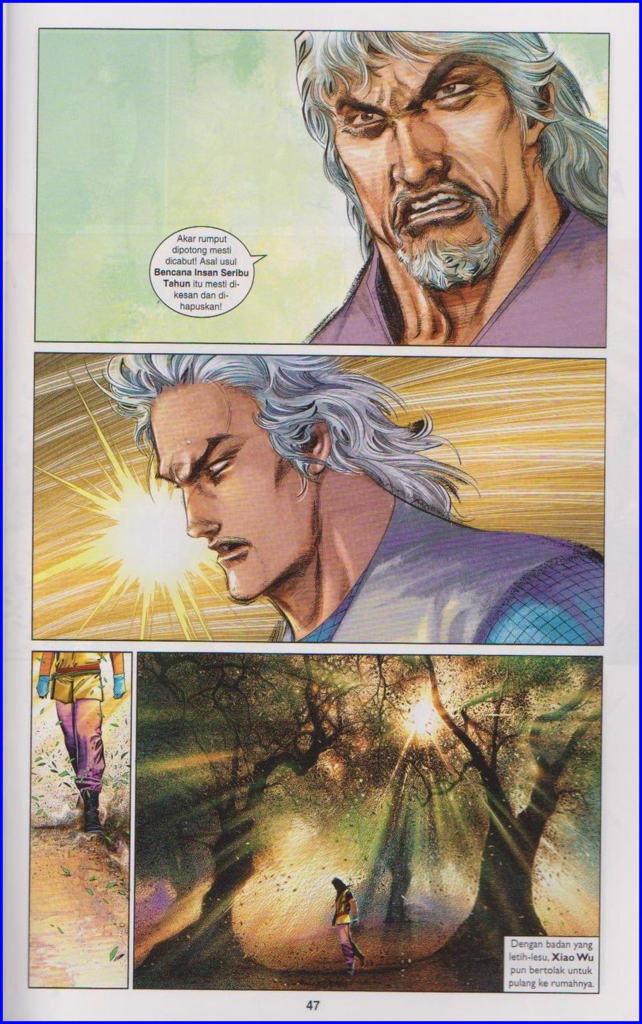 Akar rumput
dipotong mesti
dicabut! Asal usul
Bencana Insan Seribu
Tahun itu mesti di-
kesan dan di-
hapuskan!
Dengan badan yang
letih-lesu, Xiao Wu
pun bertolak untuk
pulang ke rumahnya.
47